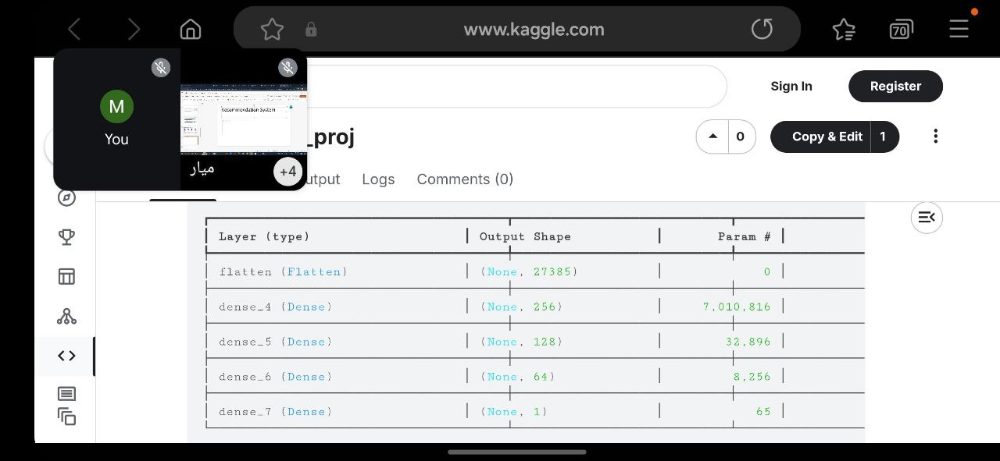 www.kaggle.com
70
M
You
Recommendation System
ميار
+4
Sign In
Register
_proj
0
Copy & Edit
1
utput
Logs
Comments (0)
Layer (type) Output Shape Param #
flatten (Flatten) (None, 27385) 0
dense_4 (Dense) (None, 256) 7,010,816
dense_5 (Dense) (None, 128) 32,896
dense_6 (Dense) (None, 64) 8,256
dense_7 (Dense) (None, 1) 65